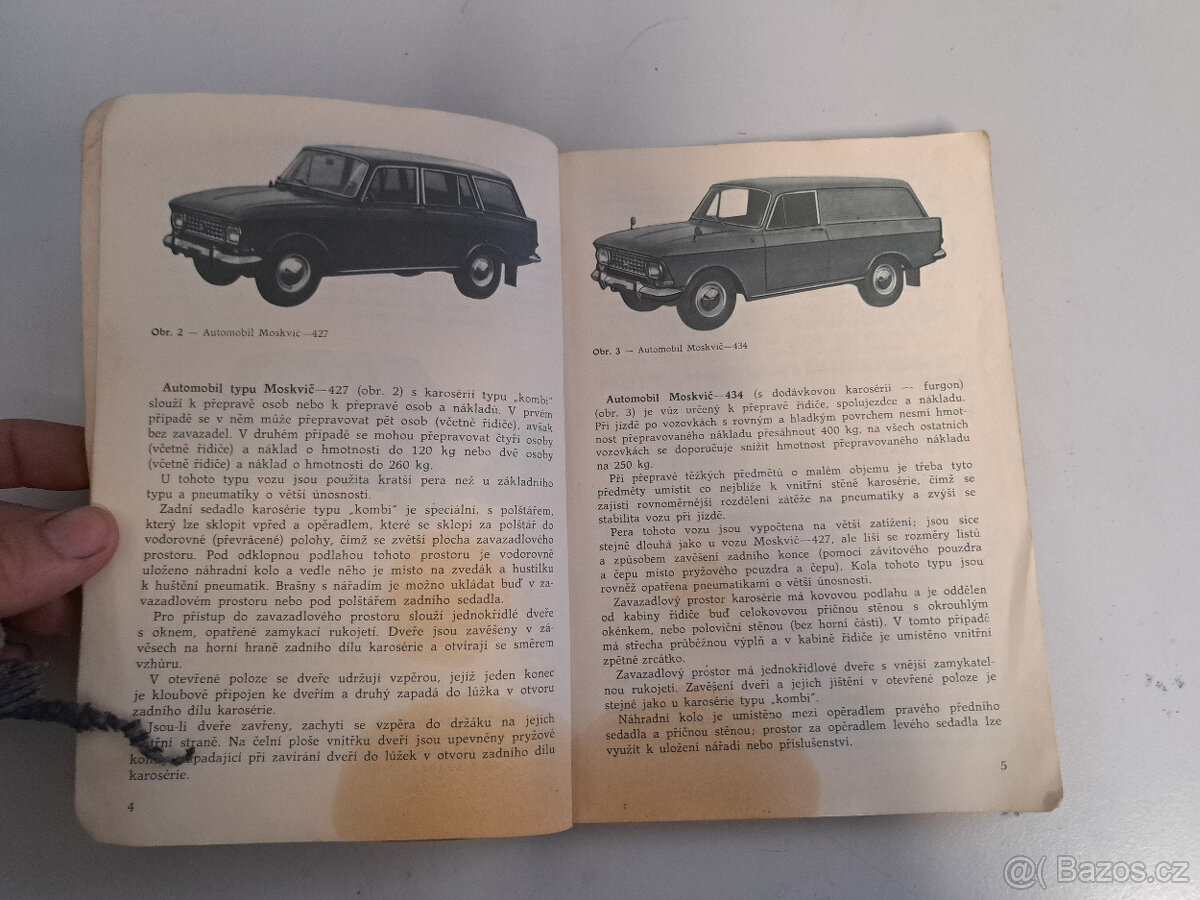 Obr. 2 — Automobil Moskvič—427
Automobil typu Moskvič—427 (obr. 2) s karosérií typu „kombi"
slouží k přepravě osob nebo k přepravě osob a nákladů. V prvém
případě se v něm může přepravovat pět osob (včetně řidiče), avšak
bez zavazadel. V druhém případě se mohou přepravovat čtyři osoby
(včetně řidiče) a náklad o hmotnosti do 120 kg nebo dvě osoby
(včetně řidiče) a náklad o hmotnosti do 260 kg.
U tohoto typu vozu jsou použita kratší pera než u základního
typu a pneumatiky o větší únosnosti.
Zadní sedadlo karosérie typu „kombi" je speciální, s polštářem,
který lze sklopit vpřed a opěradlem, které se sklopí za polštář do
vodorovné (převrácené) polohy, čímž se zvětší plocha zavazadlového
prostoru. Pod odklopnou podlahou tohoto prostoru je vodorovně
uloženo náhradní kolo a vedle něho je místo na zvedák a hustilku
k huštění pneumatik. Brašny s nářadím je možno ukládat buď v za-
vazadlovém prostoru nebo pod polštářem zadního sedadla.
Pro přístup do zavazadlového prostoru slouží jednokřídlé dveře
s oknem, opatřené zamykací rukojetí. Dveře jsou zavěšeny v zá-
věsech na horní hraně zadního dílu karosérie a otvírají se směrem
vzhůru.
V otevřené poloze se dveře udržují vzpěrou, jejíž jeden konec
je kloubově připojen ke dveřím a druhý zapadá do lůžka v otvoru
zadního dílu karosérie.
Jsou-li dveře zavřeny, zachytí se vzpěra do držáku na jejich
straně. Na čelní ploše vnitřku dveří jsou upevněny pryžové
při zavírání dveří do lůžek v otvoru zadního dílu
karosérie.
4
Obr. 3 — Automobil Moskvič—434
Automobil Moskvič—434 (s dodávkovou karosérií — furgon)
(obr. 3) je vůz určený k přepravě řidiče, spolujezdce a nákladu.
Při jízdě po vozovkách s rovným a hladkým povrchem nesmí hmot-
nost přepravovaného nákladu přesáhnout 400 kg, na všech ostatních
vozovkách se doporučuje snížit hmotnost přepravovaného nákladu
na 250 kg.
Při přepravě těžkých předmětů o malém objemu je třeba tyto
předměty umístit co nejblíže k vnitřní stěně karosérie, čímž se
zajistí rovnoměrnější rozdělení zátěže na pneumatiky a zvýší se
stabilita vozu při jízdě.
Pera tohoto vozu jsou vypočtena na větší zatížení; jsou sice
stejně dlouhá jako u vozu Moskvič—427, ale liší se rozměry listů
a způsobem zavěšení zadního konce (pomocí závitového pouzdra
a čepu místo pryžového pouzdra a čepu). Kola tohoto typu jsou
rovněž opatřena pneumatikami o větší únosnosti.
Zavazadlový prostor karosérie má kovovou podlahu a je oddělen
od kabiny řidiče buď celokovovou příčnou stěnou s okrouhlým
okénkem, nebo poloviční stěnou (bez horní části). V tomto případě
má střecha průběžnou výplň a v kabině řidiče je umístěno vnitřní
zpětné zrcátko.
Zavazadlový prostor má jednokřídlové dveře s vnější zamykatel-
nou rukojetí. Zavěšení dveří a jejich jištění v otevřené poloze je
stejné jako u karosérie typu „kombi".
Náhradní kolo je umístěno mezi opěradlem pravého předního
sedadla a příčnou stěnou; prostor za opěradlem levého sedadla lze
využít k uložení nářadí nebo příslušenství.
5
@( Bazos.cz